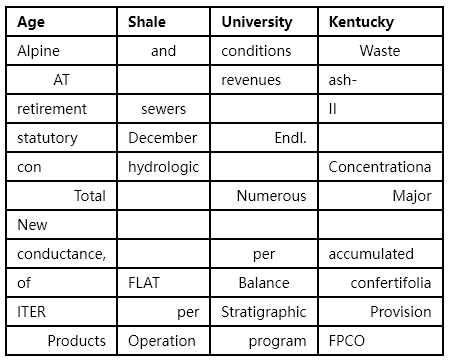 Age Shale University Kentucky
Alpine and conditions Waste
AT revenues ash-
retirement sewers II
statutory December Endl.
con hydrologic Concentrationa
Total Numerous Major
New
conductance, per accumulated
of FLAT Balance confertifolia
ITER per Stratigraphic Provision
Products Operation program FPCO